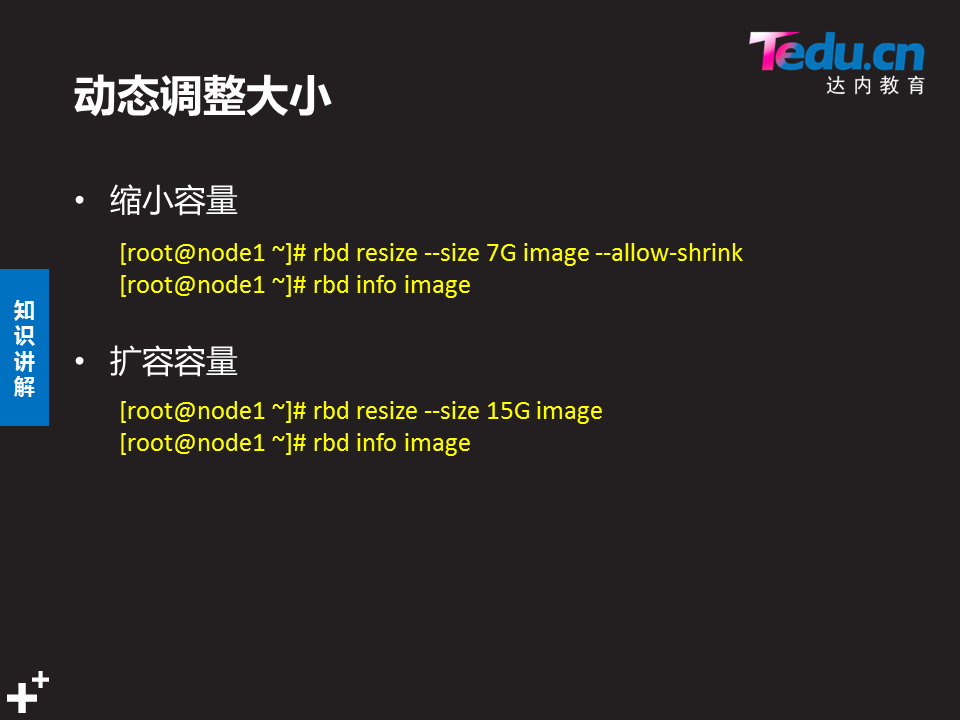 Tedu.cn
达内教育
动态调整大小
• 缩小容量
[root@node1 ~]# rbd resize --size 7G image --allow-shrink
[root@node1 ~]# rbd info image
知识讲解
• 扩容容量
[root@node1 ~]# rbd resize --size 15G image
[root@node1 ~]# rbd info image